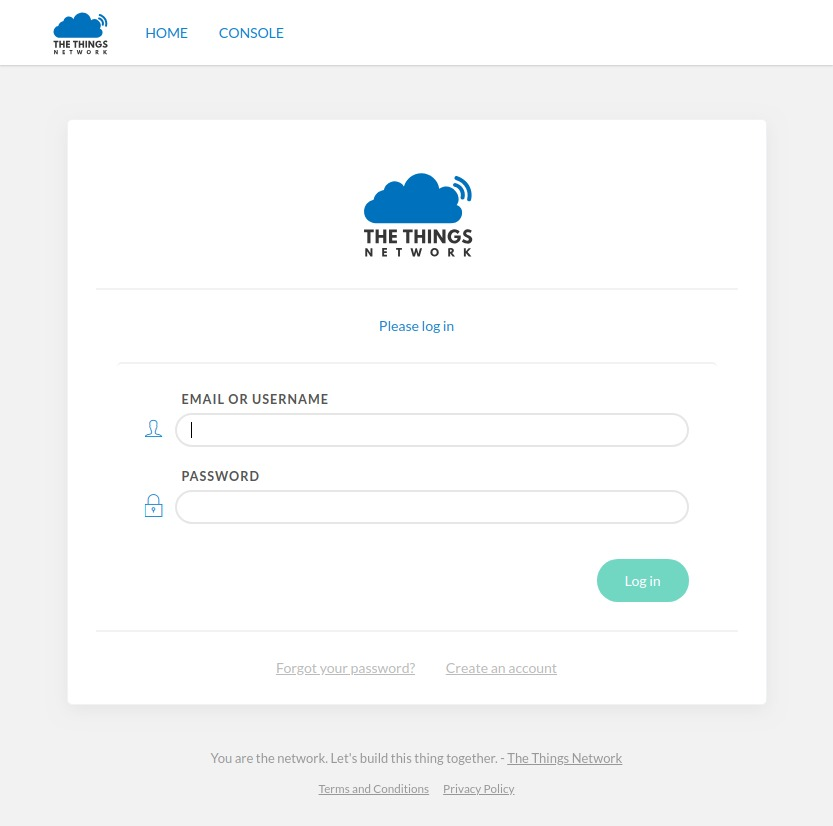 THE THINGS
NETWORK
HOME CONSOLE
THE THINGS
NETWORK
Please log in
EMAIL OR USERNAME
PASSWORD
Log in
Forgot your password? Create an account
You are the network. Let's build this thing together. - The Things Network
Terms and Conditions Privacy Policy